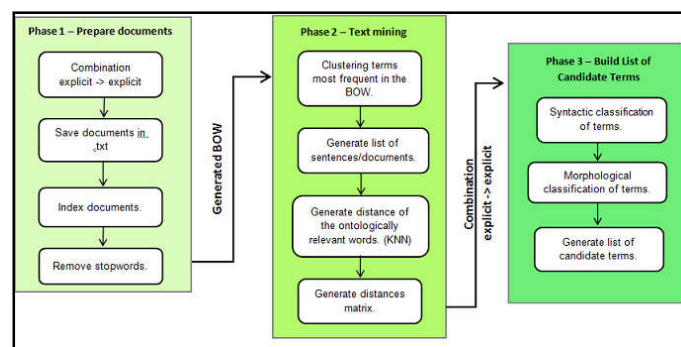 Phase 1 – Prepare documents
Combination
explicit -> explicit
Save documents in
.txt
Index documents.
Remove stopwords.
Generated BOW
Phase 2 – Text mining
Clustering terms
most frequent in the
BOW.
Generate list of
sentences/documents.
Generate distance of
the ontologically
relevant words. (KNN)
Generate distances
matrix.
Combination
explicit -> explicit
Phase 3 – Build List of
Candidate Terms
Syntactic classification
of terms.
Morphological
classification of terms.
Generate list of
candidate terms.